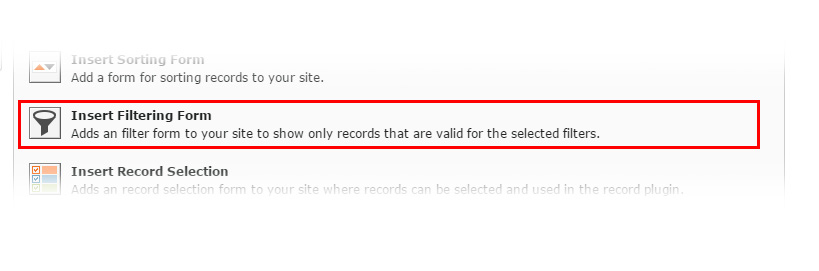 Insert Sorting Form
Add a form for sorting records to your site.
Insert Filtering Form
Adds an filter form to your site to show only records that are valid for the selected filters.
Insert Record Selection
Adds an record selection form to your site where records can be selected and used in the record plugin.